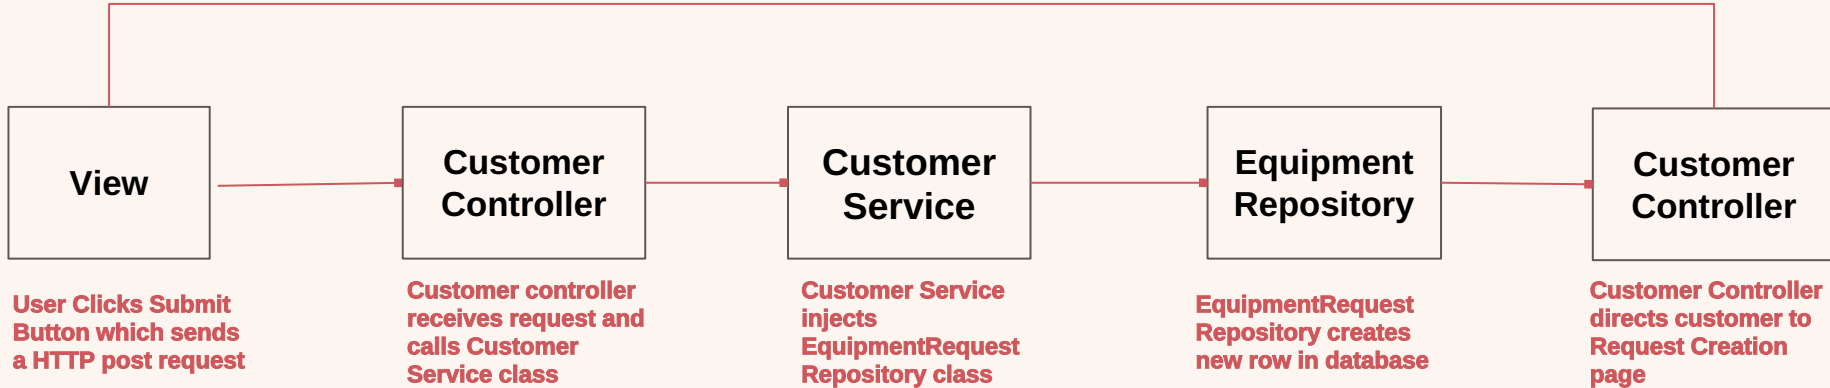 View
Customer
Controller
Customer
Service
Equipment
Repository
Customer
Controller
User Clicks Submit
Button which sends
a HTTP post request
Customer controller
receives request and
calls Customer
Service class
Customer Service
injects
EquipmentRequest
Repository class
EquipmentRequest
Repository creates
new row in database
Customer Controller
directs customer to
Request Creation
page